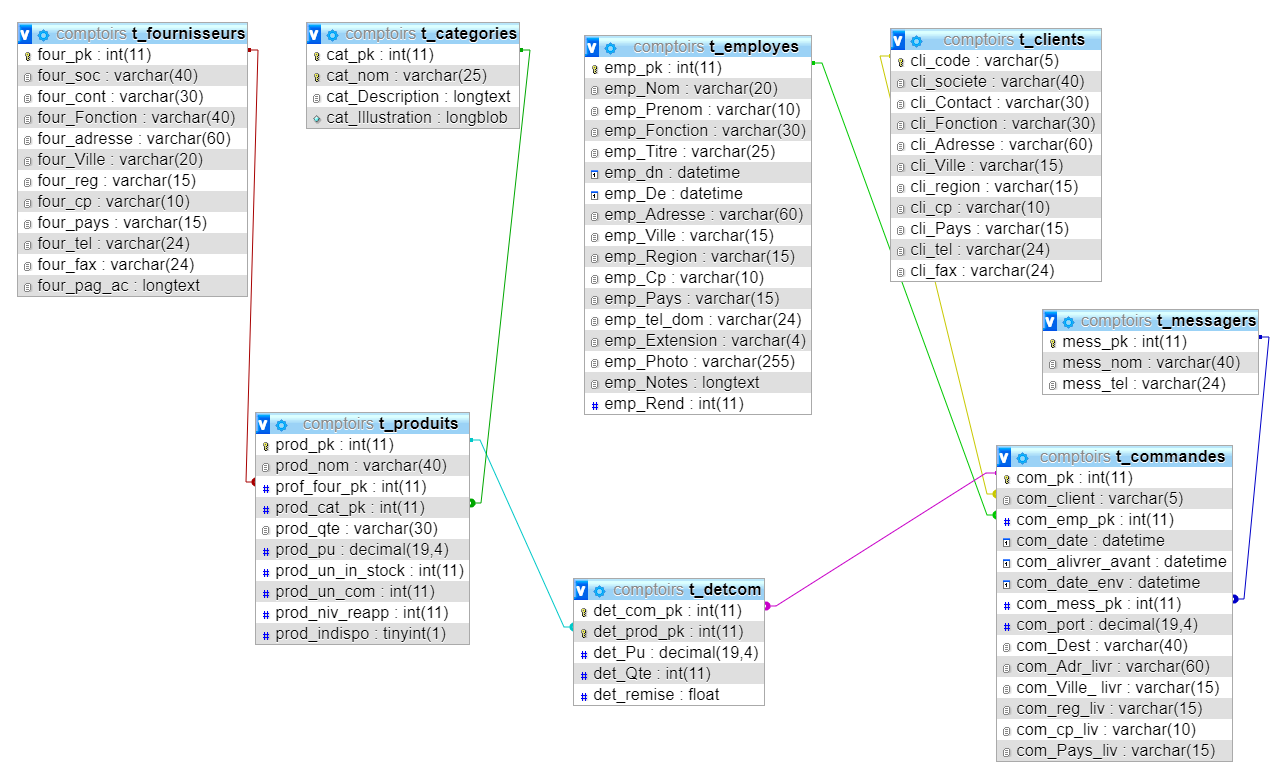 comptoirs t_fournisseurs
four_pk : int(11)
four_soc : varchar(40)
four_cont : varchar(30)
four_Fonction : varchar(40)
four_adresse : varchar(60)
four_Ville : varchar(20)
four_reg : varchar(15)
four_cp : varchar(10)
four_pays : varchar(15)
four_tel : varchar(24)
four_fax : varchar(24)
four_pag_ac : longtext
comptoirs t_categories
cat_pk : int(11)
cat_nom : varchar(25)
cat_Description : longtext
cat_Illustration : longblob
comptoirs t_employes
emp_pk : int(11)
emp_Nom : varchar(20)
emp_Prenom : varchar(10)
emp_Fonction : varchar(30)
emp_Titre : varchar(25)
emp_dn : datetime
emp_De : datetime
emp_Adresse : varchar(60)
emp_Ville : varchar(15)
emp_Region : varchar(15)
emp_Cp : varchar(10)
emp_Pays : varchar(15)
emp_tel_dom : varchar(24)
emp_Extension : varchar(4)
emp_Photo : varchar(255)
emp_Notes : longtext
emp_Rend : int(11)
comptoirs t_clients
cli_code : varchar(5)
cli_societe : varchar(40)
cli_Contact : varchar(30)
cli_Fonction : varchar(30)
cli_Adresse : varchar(60)
cli_Ville : varchar(15)
cli_region : varchar(15)
cli_cp : varchar(10)
cli_Pays : varchar(15)
cli_tel : varchar(24)
cli_fax : varchar(24)
comptoirs t_messagers
mess_pk : int(11)
mess_nom : varchar(40)
mess_tel : varchar(24)
comptoirs t_produits
prod_pk : int(11)
prod_nom : varchar(40)
prof_four_pk : int(11)
prod_cat_pk : int(11)
prod_qte : varchar(30)
prod_pu : decimal(19,4)
prod_un_in_stock : int(11)
prod_un_com : int(11)
prod_niv_reapp : int(11)
prod_indispo : tinyint(1)
comptoirs t_detcom
det_com_pk : int(11)
det_prod_pk : int(11)
det_Pu : decimal(19,4)
det_Qte : int(11)
det_remise : float
comptoirs t_commandes
com_pk : int(11)
com_client : varchar(5)
com_emp_pk : int(11)
com_date : datetime
com_alivrer_avant : datetime
com_date_env : datetime
com_mess_pk : int(11)
com_port : decimal(19,4)
com_Dest : varchar(40)
com_Adr_livr : varchar(60)
com_Ville_ livr : varchar(15)
com_reg_liv : varchar(15)
com_cp_liv : varchar(10)
com_Pays_liv : varchar(15)